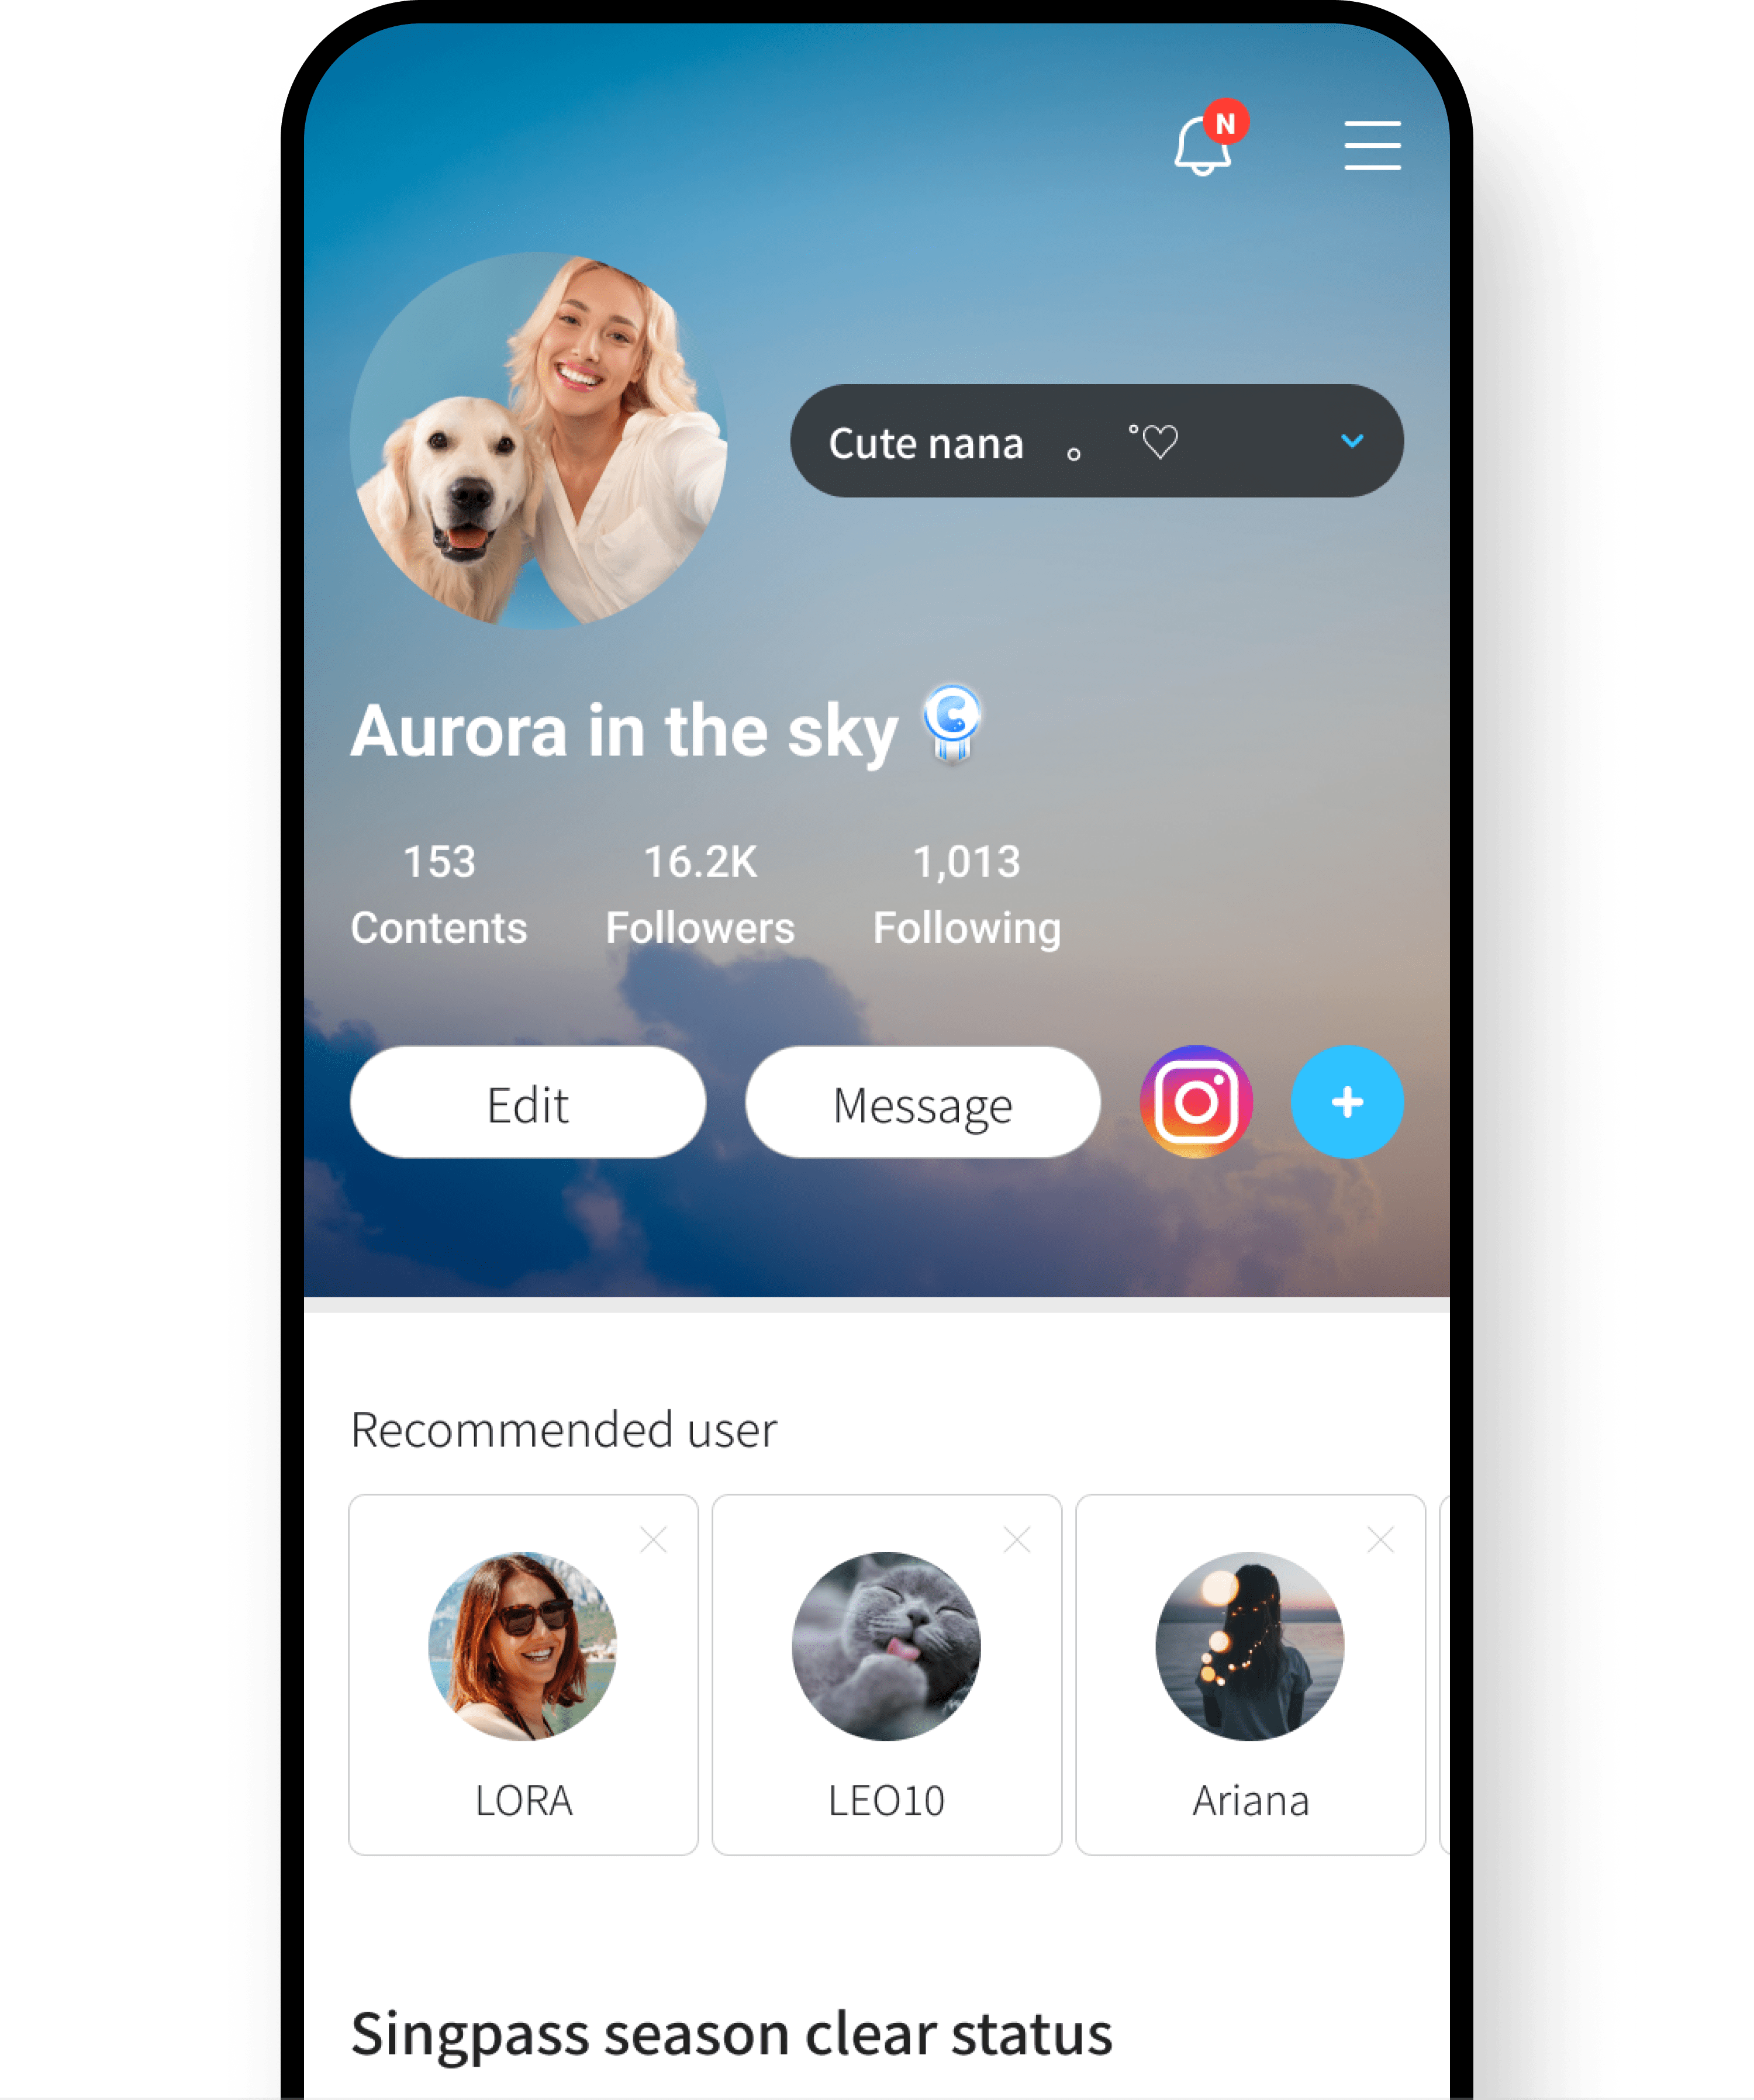 N
Cute nana 。 ˚♡
Aurora in the sky
153 16.2K 1,013
Contents Followers Following
Edit Message
Recommended user
LORA LEO10 Ariana
Singpass season clear status